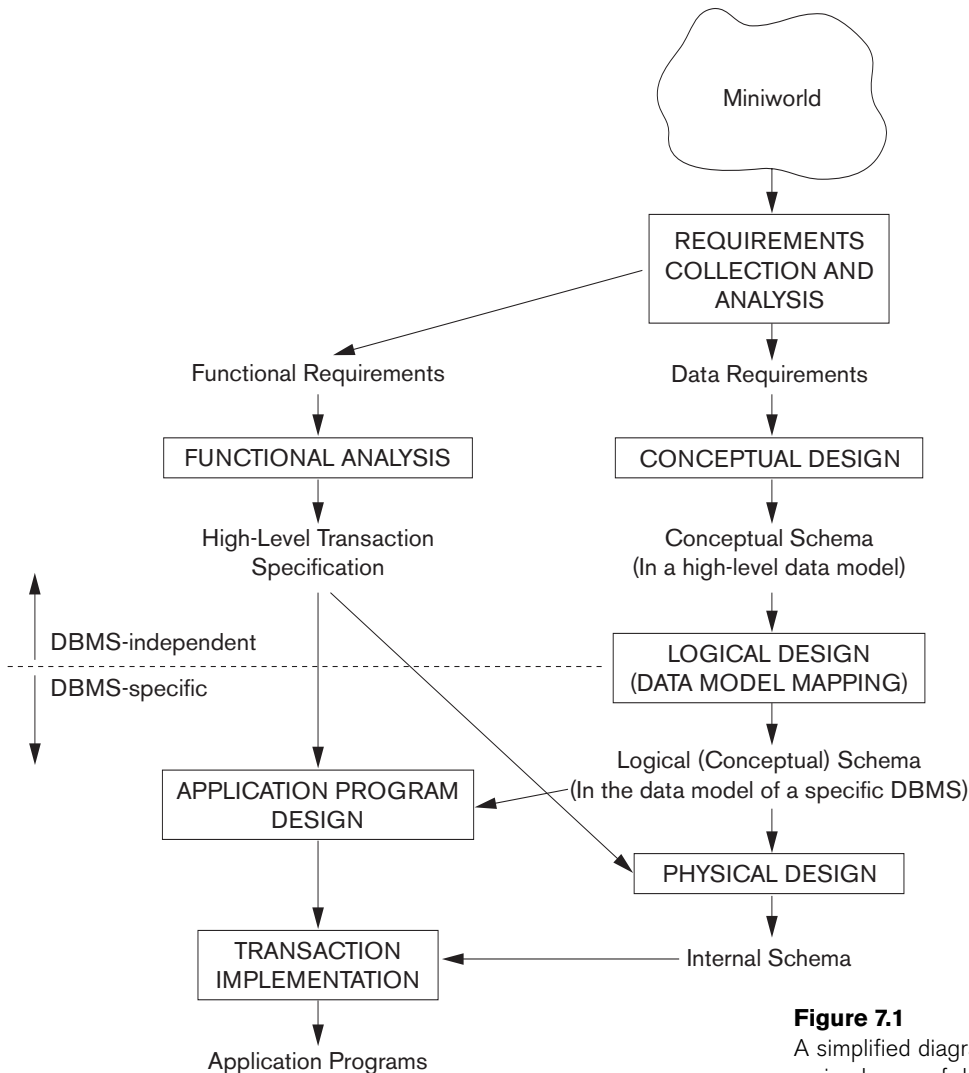 Miniworld
REQUIREMENTS
COLLECTION AND
ANALYSIS
Functional Requirements
Data Requirements
FUNCTIONAL ANALYSIS
CONCEPTUAL DESIGN
High-Level Transaction
Specification
Conceptual Schema
(In a high-level data model)
DBMS-independent
DBMS-specific
LOGICAL DESIGN
(DATA MODEL MAPPING)
Logical (Conceptual) Schema
(In the data model of a specific DBMS)
APPLICATION PROGRAM
DESIGN
PHYSICAL DESIGN
TRANSACTION
IMPLEMENTATION
Internal Schema
Application Programs
Figure 7.1
A simplified